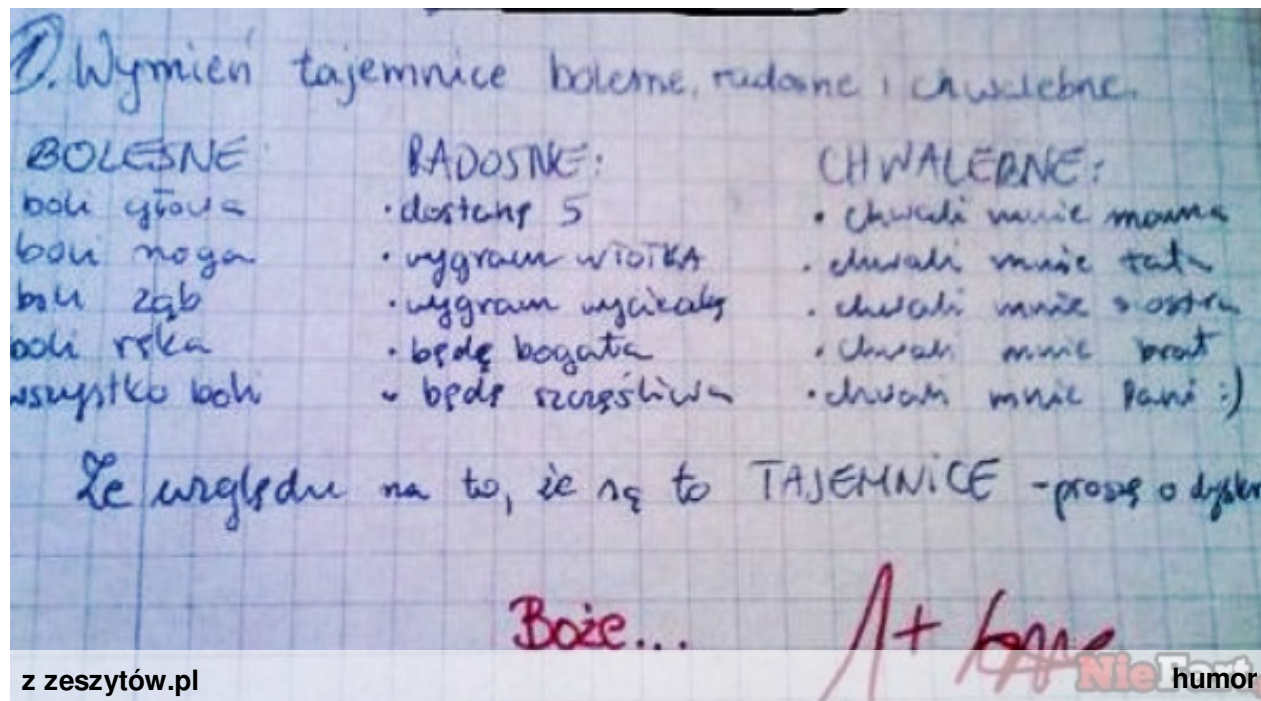 1. Wymień tajemnice bolesne, radosne i chwalebne.
BOLESNE: RADOSNE: CHWALEBNE:
boli głowa · dostanę 5 · chwali mnie mama
boli noga · wygram w TOTKA · chwali mnie tata
boli ząb · wygram wycieczkę · chwali mnie siostra
boli ręka · będę bogata · chwali mnie brat
wszystko boli · będę szczęśliwa · chwali mnie Pani :)
Ze względu na to, że są to TAJEMNICE - proszę o dyskr
Boże... 1+
z zeszytów.pl NieFart humor